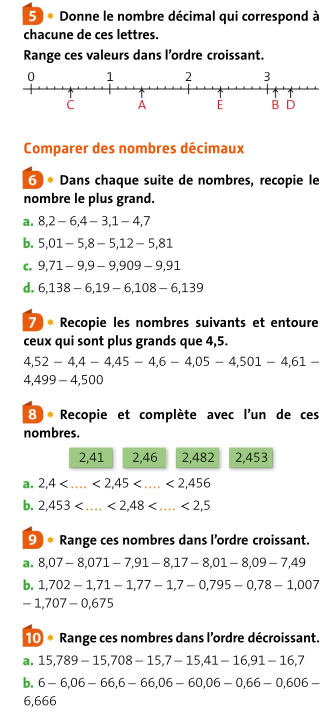 5 Donne le nombre décimal qui correspond à
chacune de ces lettres.
Range ces valeurs dans l'ordre croissant.
0 1 2 3
C A E B D
Comparer des nombres décimaux
6 Dans chaque suite de nombres, recopie le
nombre le plus grand.
a. 8,2 – 6,4 – 3,1 – 4,7
b. 5,01 – 5,8 – 5,12 – 5,81
c. 9,71 – 9,9 – 9,909 – 9,91
d. 6,138 – 6,19 – 6,108 – 6,139
7 Recopie les nombres suivants et entoure
ceux qui sont plus grands que 4,5.
4,52 – 4,4 – 4,45 – 4,6 – 4,05 – 4,501 – 4,61 –
4,499 – 4,500
8 Recopie et complète avec l'un de ces
nombres.
2,41 2,46 2,482 2,453
a. 2,4 < .... < 2,45 < .... < 2,456
b. 2,453 < .... < 2,48 < .... < 2,5
9 Range ces nombres dans l'ordre croissant.
a. 8,07 – 8,071 – 7,91 – 8,17 – 8,01 – 8,09 – 7,49
b. 1,702 – 1,71 – 1,77 – 1,7 – 0,795 – 0,78 – 1,007
– 1,707 – 0,675
10 Range ces nombres dans l'ordre décroissant.
a. 15,789 – 15,708 – 15,7 – 15,41 – 16,91 – 16,7
b. 6 – 6,06 – 66,6 – 66,06 – 60,06 – 0,66 – 0,606 –
6,666